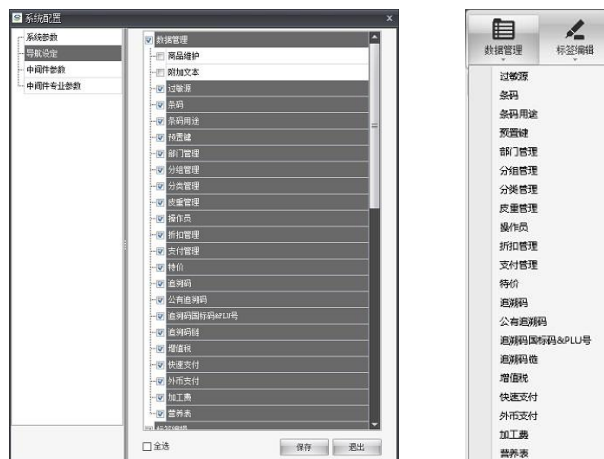 系统配置
x
系统参数
导航设定
中间件参数
中间件专业参数
数据管理
商品维护
附加文本
过敏源
条码
条码用途
预置键
部门管理
分组管理
分类管理
皮重管理
操作员
折扣管理
支付管理
特价
追溯码
公有追溯码
追溯码国标码&PLU号
追溯码链
增值税
快速支付
外币支付
加工费
营养表
标签编辑
全选
保存
退出
数据管理
标签编辑
过敏源
条码
条码用途
预置键
部门管理
分组管理
分类管理
皮重管理
操作员
折扣管理
支付管理
特价
追溯码
公有追溯码
追溯码国标码&PLU号
追溯码链
增值税
快速支付
外币支付
加工费
营养表